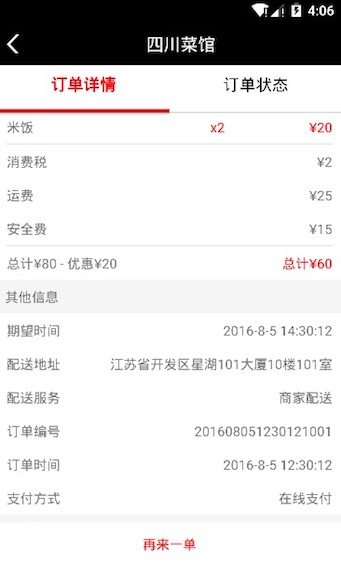 4:06
四川菜馆
订单详情 订单状态
米饭 x2 ¥20
消费税 ¥2
运费 ¥25
安全费 ¥15
总计¥80 - 优惠¥20 总计¥60
其他信息
期望时间 2016-8-5 14:30:12
配送地址 江苏省开发区星湖101大厦10楼101室
配送服务 商家配送
订单编号 201608051230121001
订单时间 2016-8-5 12:30:12
支付方式 在线支付
再来一单